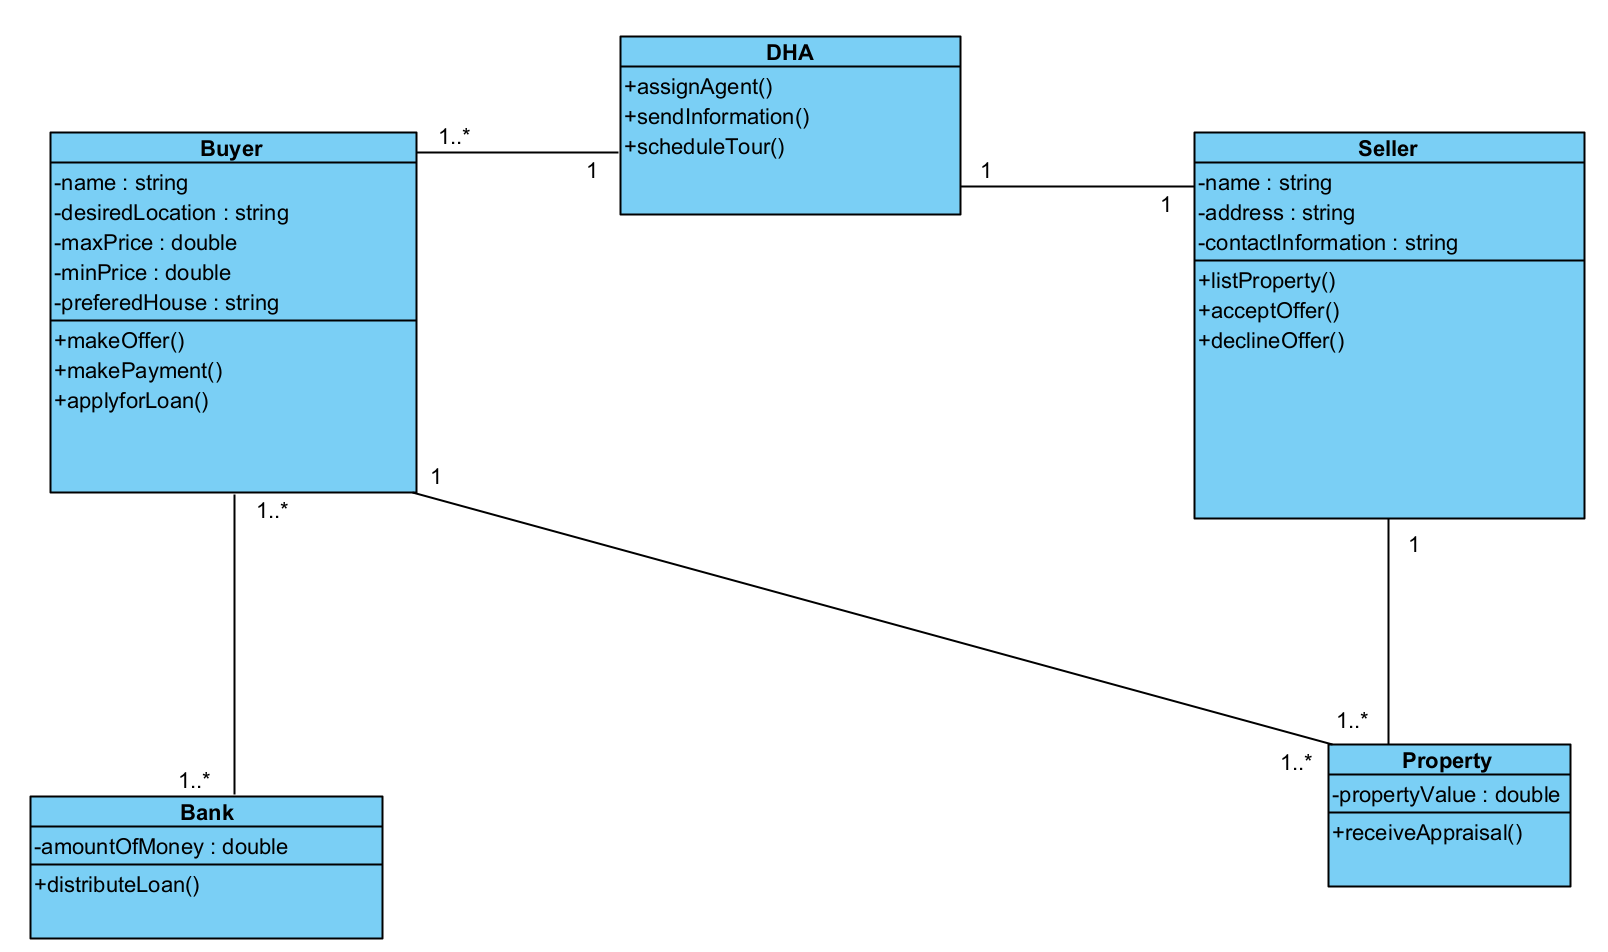 DHA
+assignAgent()
+sendInformation()
+scheduleTour()
1..*
1
1
1
Buyer
-name : string
-desiredLocation : string
-maxPrice : double
-minPrice : double
-preferedHouse : string
+makeOffer()
+makePayment()
+applyforLoan()
Seller
-name : string
-address : string
-contactInformation : string
+listProperty()
+acceptOffer()
+declineOffer()
1
1..*
1
1..*
1..*
1..*
Bank
-amountOfMoney : double
+distributeLoan()
Property
-propertyValue : double
+receiveAppraisal()